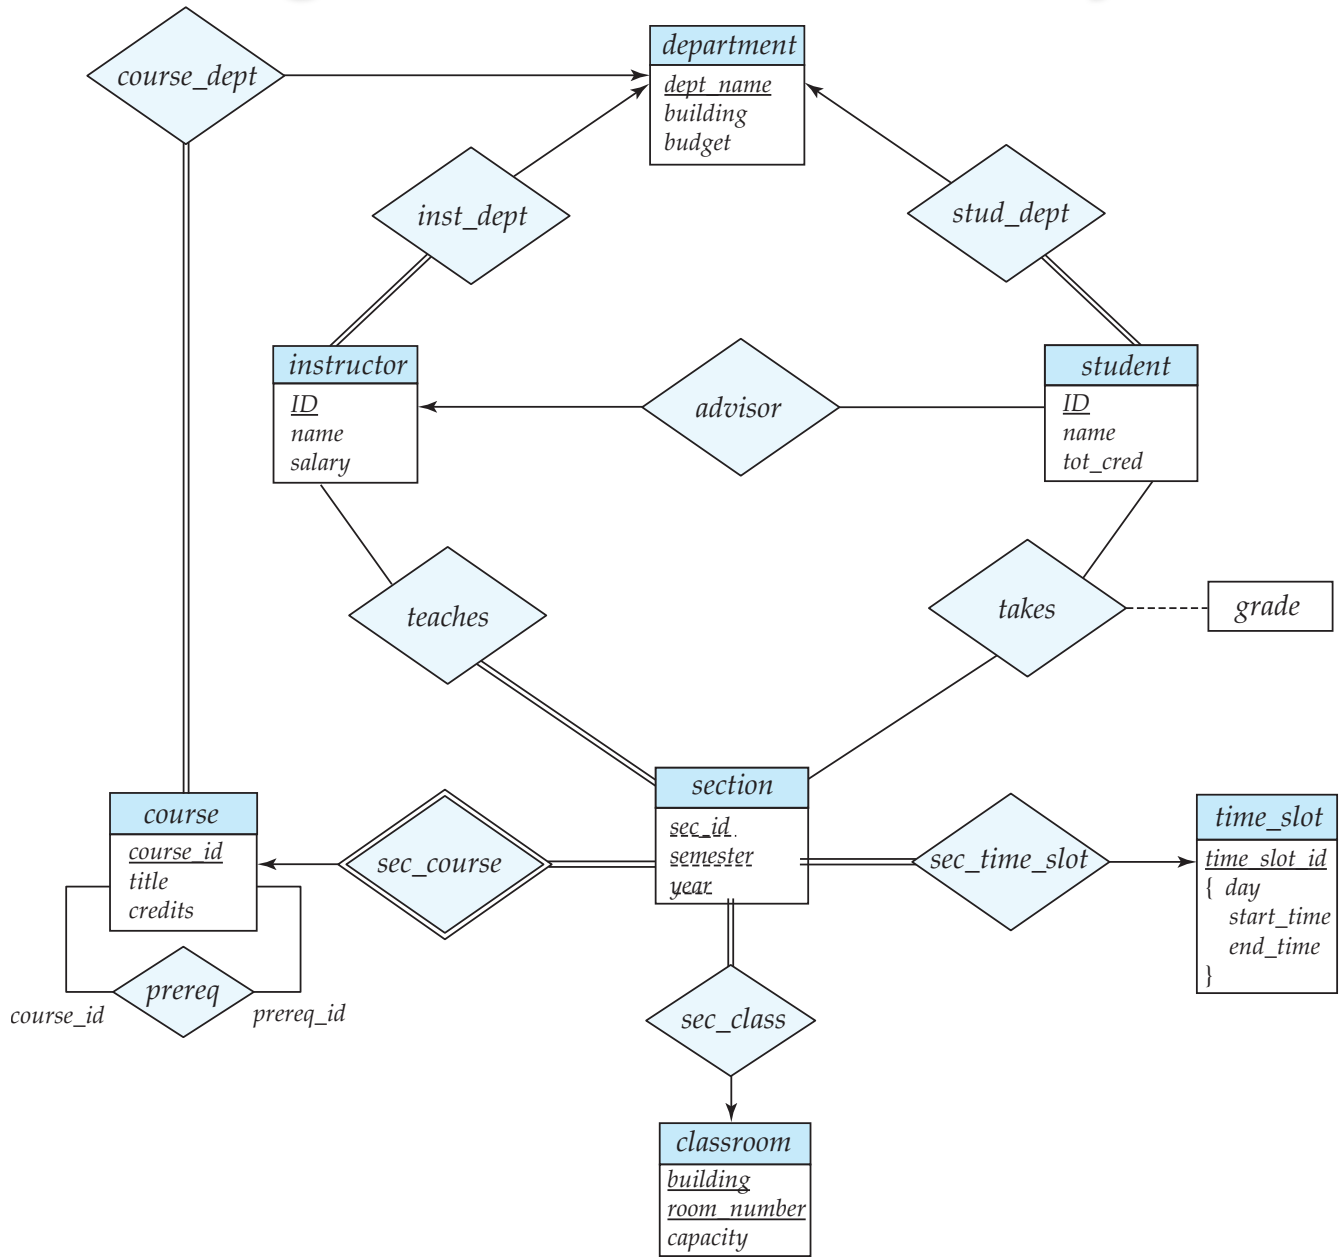 course_dept
department
dept_name
building
budget
inst_dept
stud_dept
instructor
ID
name
salary
advisor
student
ID
name
tot_cred
teaches
takes
grade
course
course_id
title
credits
sec_course
section
sec_id
semester
year
sec_time_slot
time_slot
time_slot_id
{ day
start_time
end_time
}
prereq
course_id
prereq_id
sec_class
classroom
building
room_number
capacity